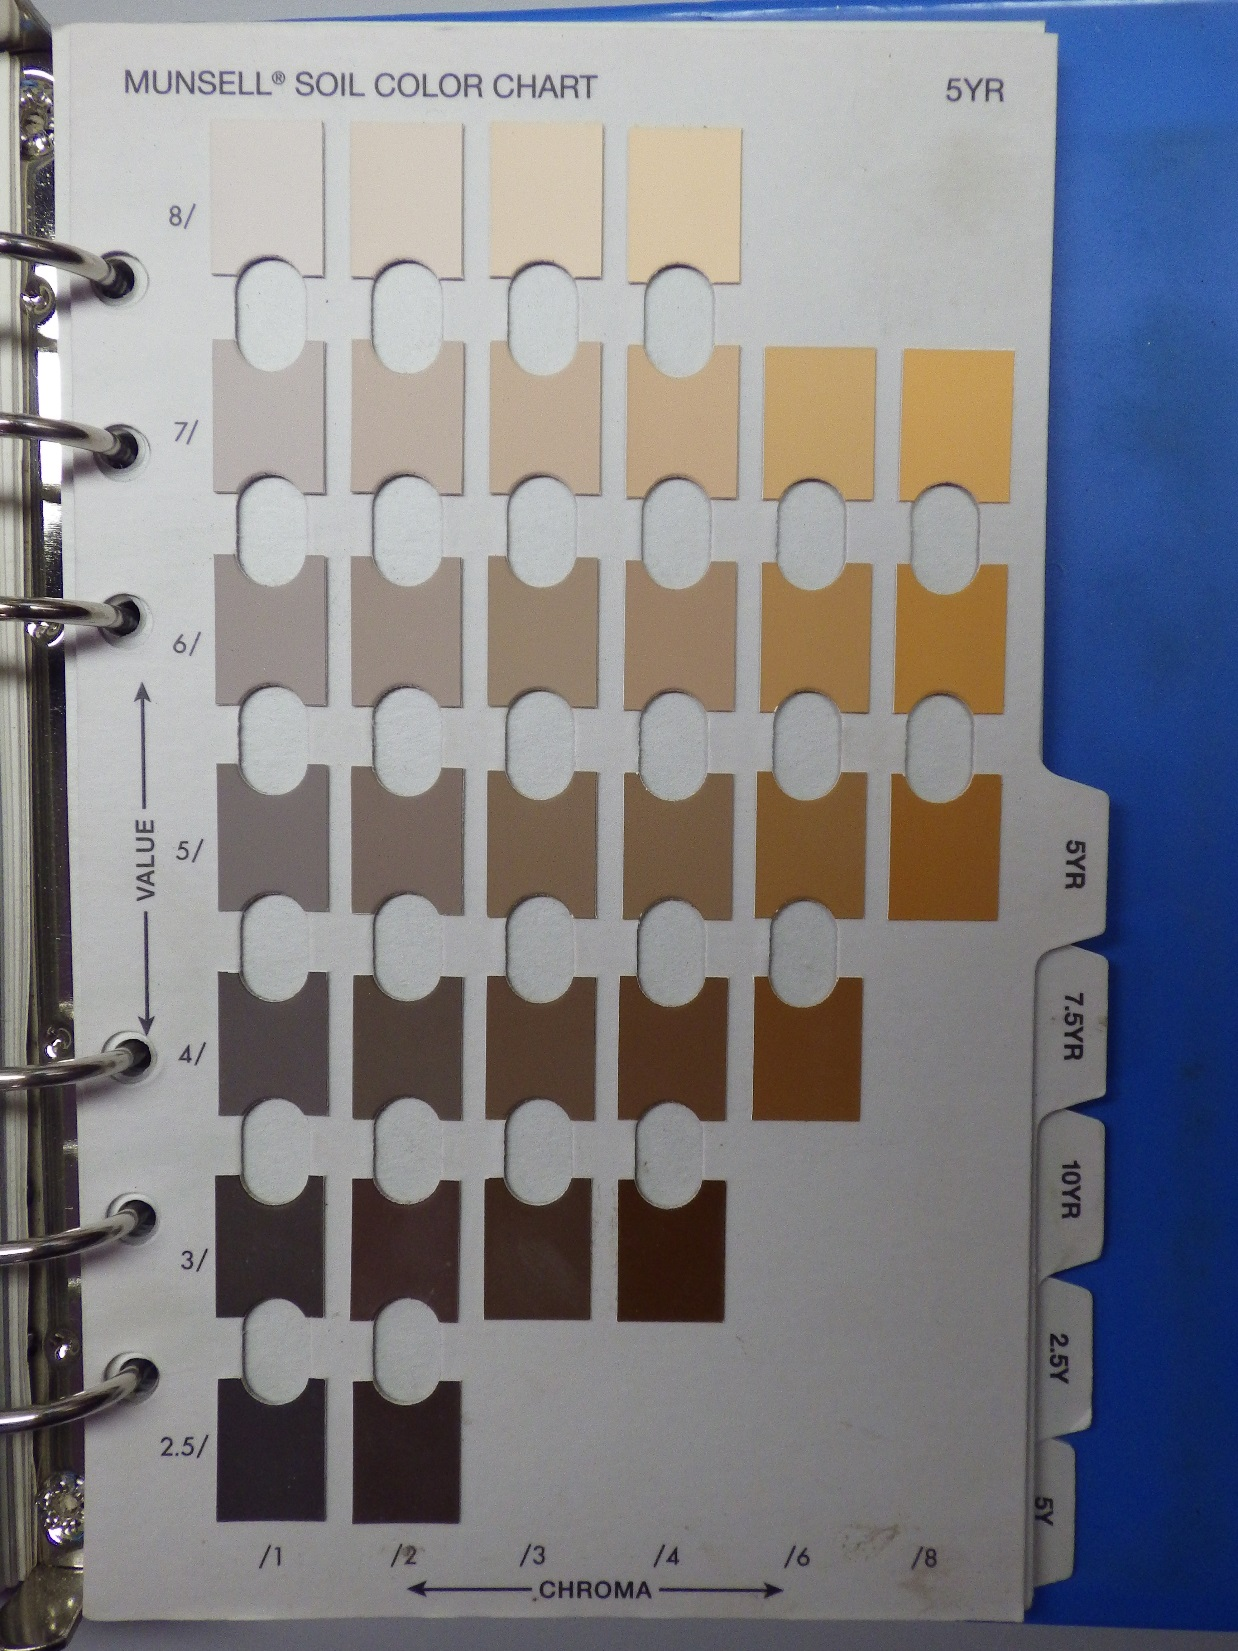 MUNSELL® SOIL COLOR CHART
5YR
8/
7/
6/
5/
4/
3/
2.5/
VALUE
/1 /2 /3 /4 /6 /8
CHROMA
5YR
7.5YR
10YR
2.5Y
5Y